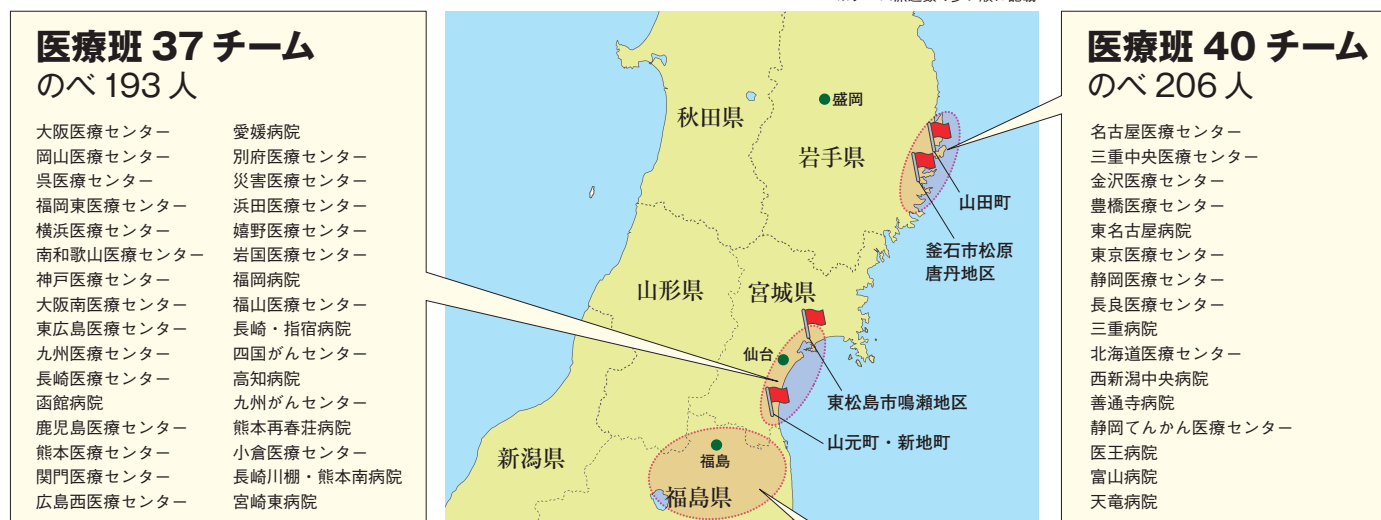 医療班 37 チーム
のべ 193 人
大阪医療センター
岡山医療センター
呉医療センター
福岡東医療センター
横浜医療センター
南和歌山医療センター
神戸医療センター
大阪南医療センター
東広島医療センター
九州医療センター
長崎医療センター
函館病院
鹿児島医療センター
熊本医療センター
関門医療センター
広島西医療センター
愛媛病院
別府医療センター
災害医療センター
浜田医療センター
嬉野医療センター
岩国医療センター
福岡病院
福山医療センター
長崎・指宿病院
四国がんセンター
高知病院
九州がんセンター
熊本再春荘病院
小倉医療センター
長崎川棚・熊本南病院
宮崎東病院
秋田県
盛岡
岩手県
山田町
釜石市松原
唐丹地区
山形県
宮城県
仙台
東松島市鳴瀬地区
山元町・新地町
新潟県
福島
福島県
医療班 40 チーム
のべ 206 人
名古屋医療センター
三重中央医療センター
金沢医療センター
豊橋医療センター
東名古屋病院
東京医療センター
静岡医療センター
長良医療センター
三重病院
北海道医療センター
西新潟中央病院
善通寺病院
静岡てんかん医療センター
医王病院
富山病院
天竜病院